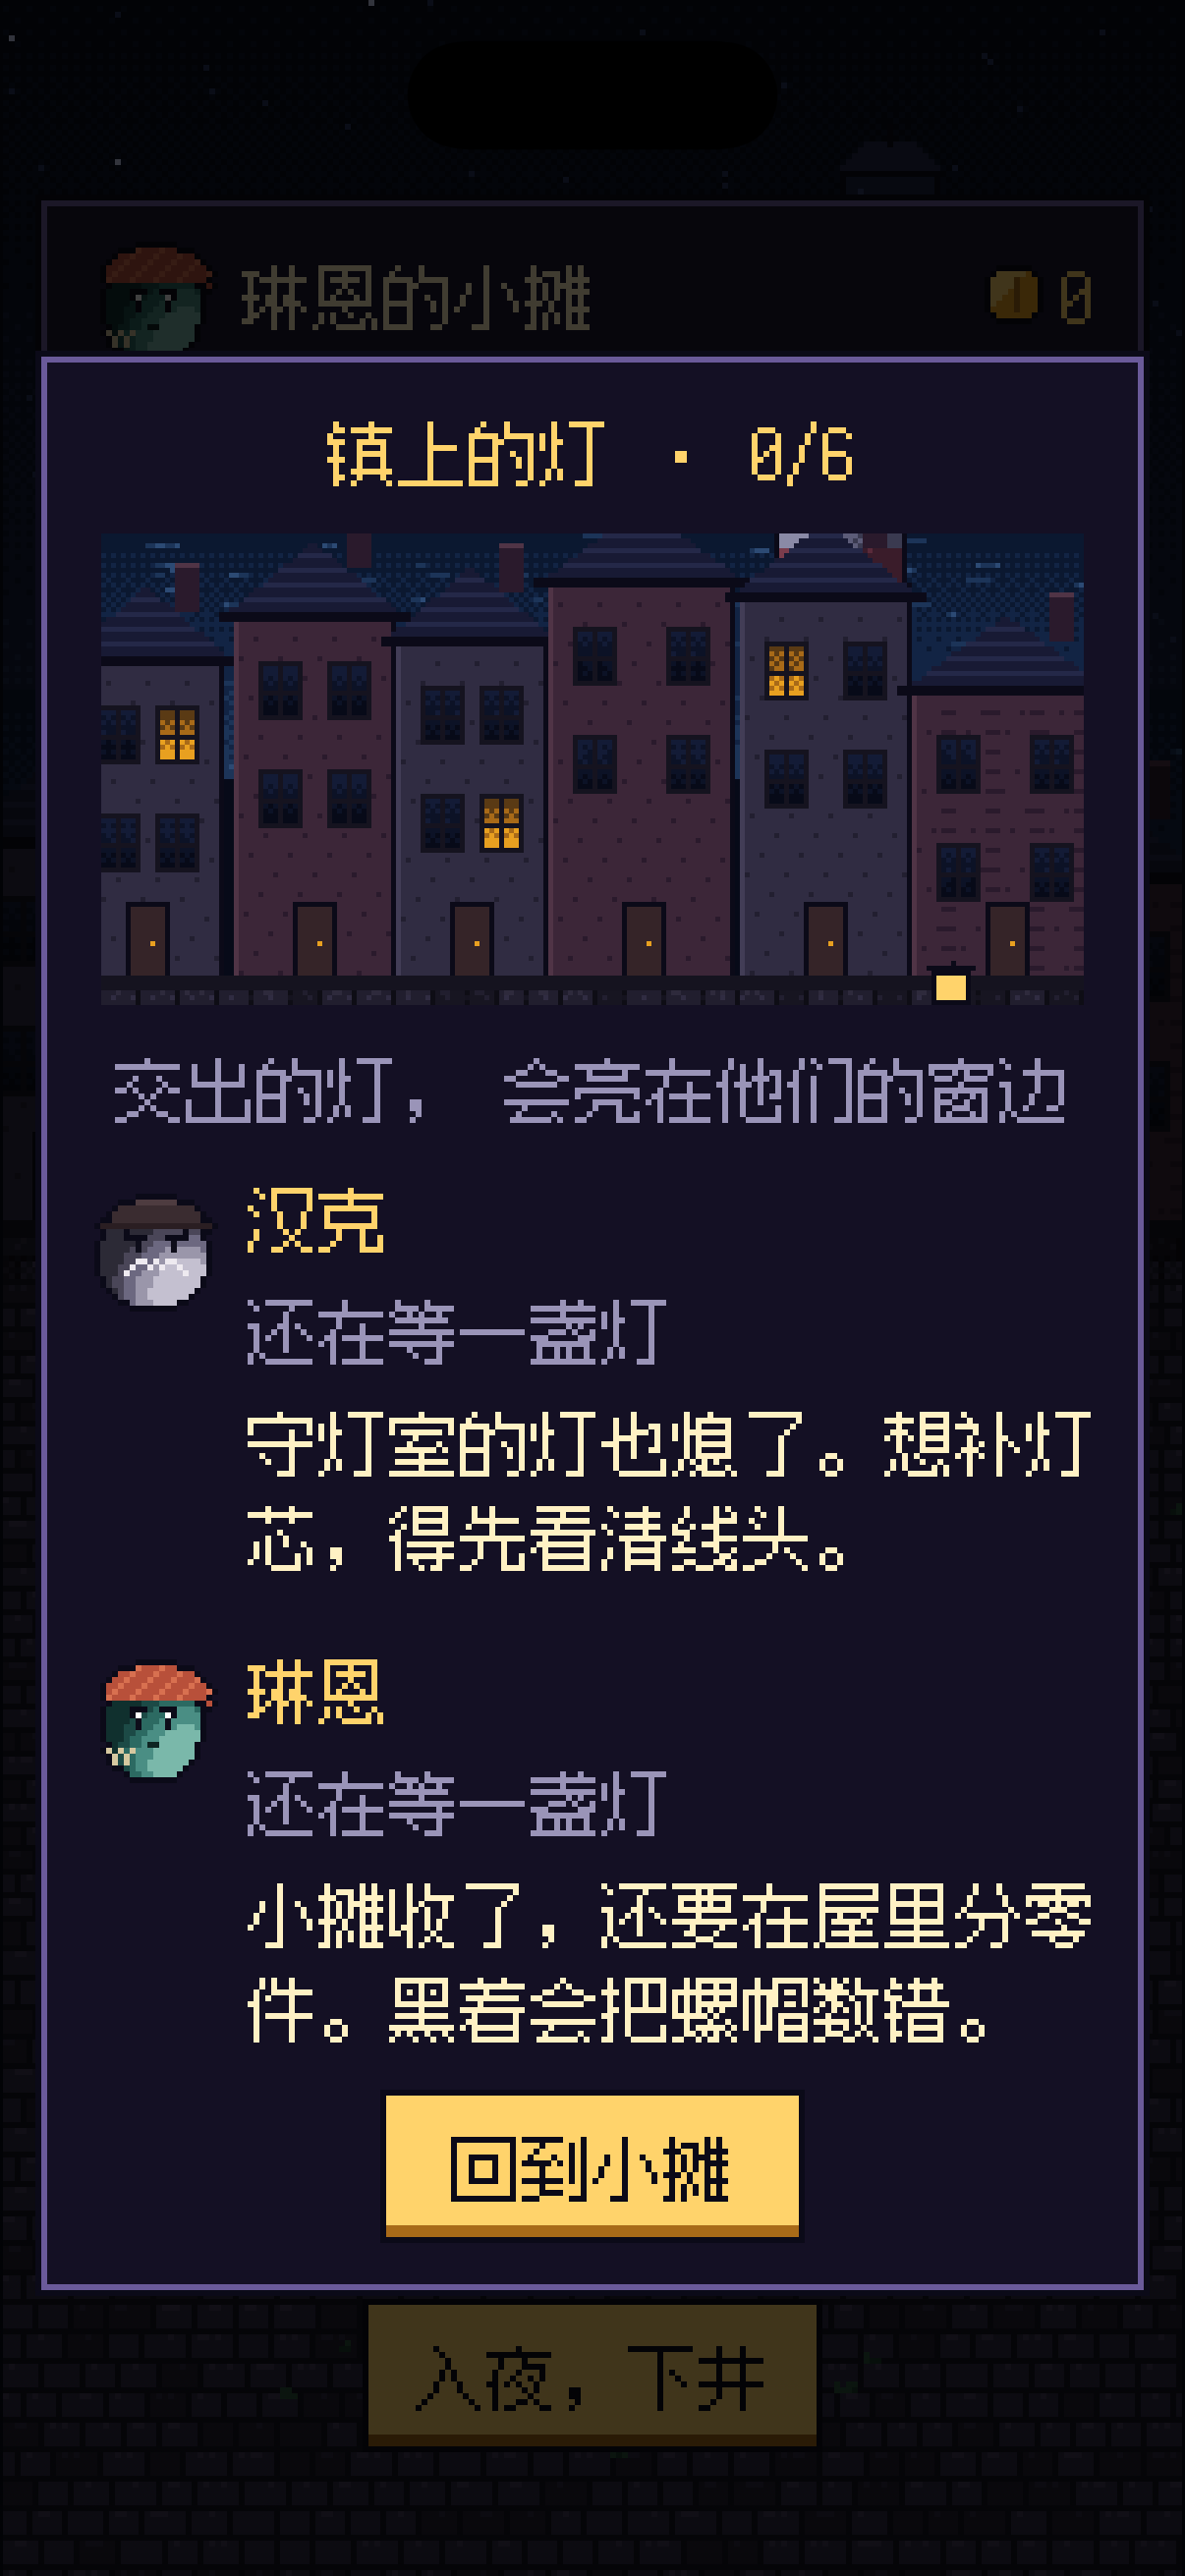 琳恩的小摊
0
镇上的灯 · 0/6
交出的灯， 会亮在他们的窗边
汉克
还在等一盏灯
守灯室的灯也熄了。想补灯
芯，得先看清线头。
琳恩
还在等一盏灯
小摊收了，还要在屋里分零
件。黑着会把螺帽数错。
回到小摊
入夜，下井